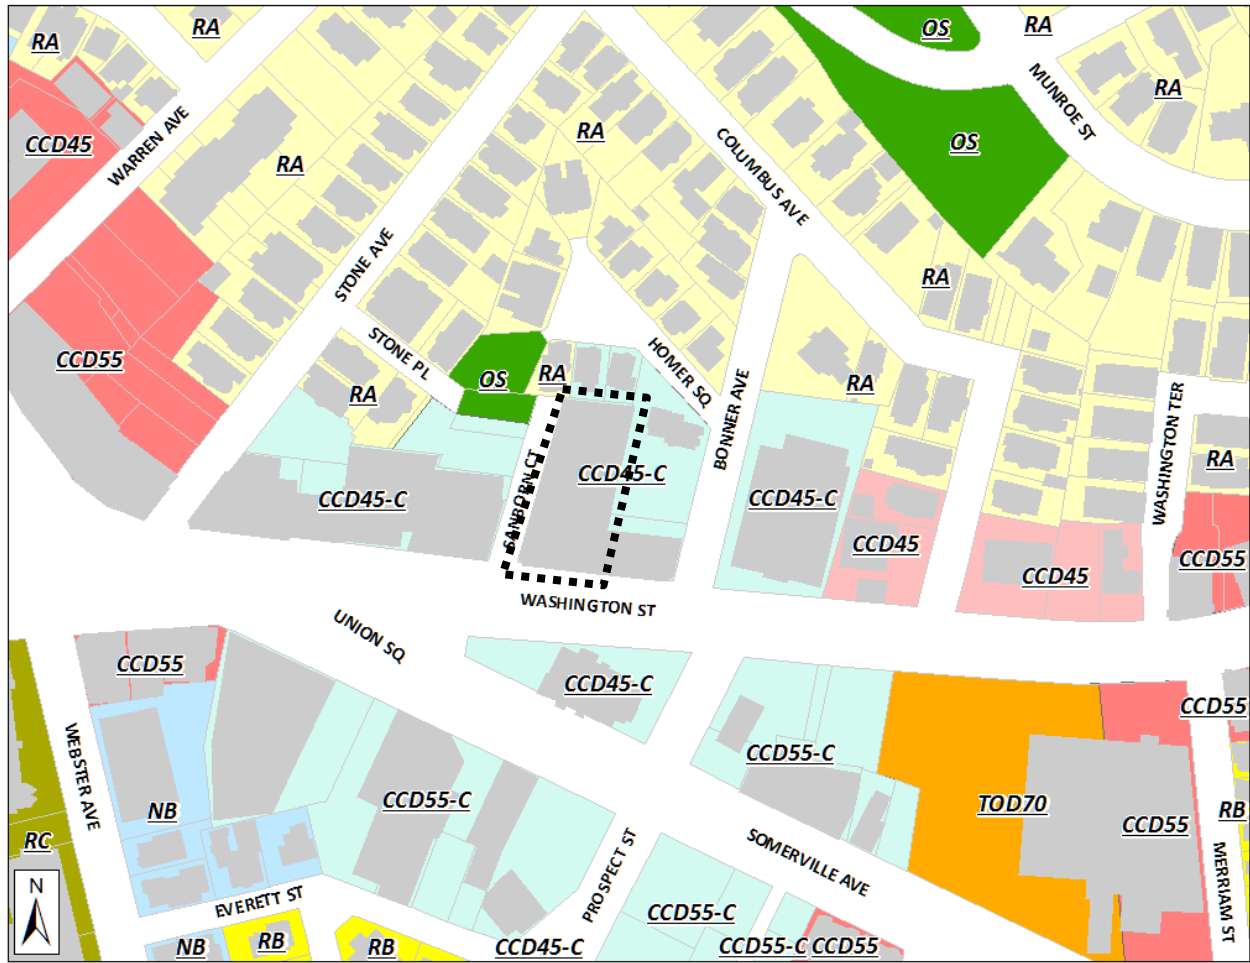 RA
RA
OS
RA
RA
CCD45
WARREN AVE
RA
RA
COLUMBUS AVE
OS
MUNROE ST
STONE AVE
RA
CCD55
STONE PL
OS
RA
HOMER SQ
RA
RA
BONNER AVE
WASHINGTON TER
RA
CCD45-C
SANBORN CT
CCD45-C
CCD45-C
CCD45
CCD45
CCD55
WASHINGTON ST
UNION SQ
CCD55
CCD45-C
CCD55
WEBSTER AVE
NB
CCD55-C
CCD55-C
TOD70
CCD55
RB
RC
SOMERVILLE AVE
MERRIAM ST
PROSPECT ST
EVERETT ST
N
NB
RB
RB
CCD45-C
CCD55-C
CCD55-C
CCD55